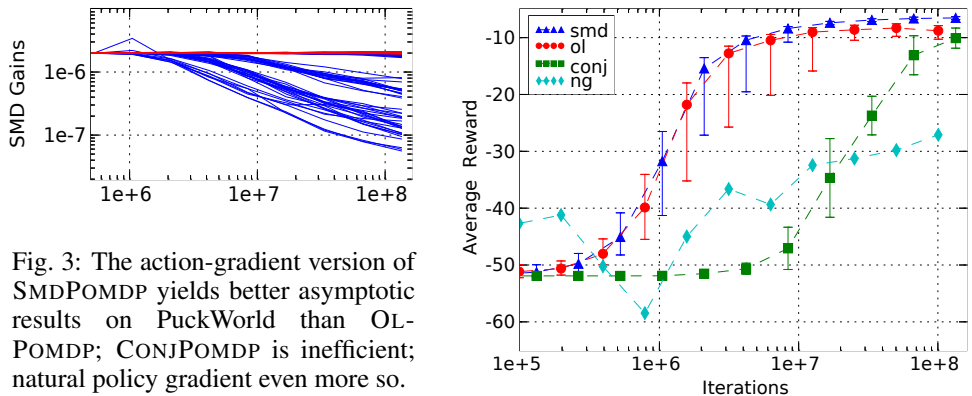 SMD Gains
1e-6
1e-7
1e+6
1e+7
1e+8
Fig. 3: The action-gradient version of
SMDPOMDP yields better asymptotic
results on PuckWorld than OL-
POMDP; CONJPOMDP is inefficient;
natural policy gradient even more so.
smd
ol
conj
ng
Average Reward
-10
-20
-30
-40
-50
-60
1e+5
1e+6
1e+7
1e+8
Iterations